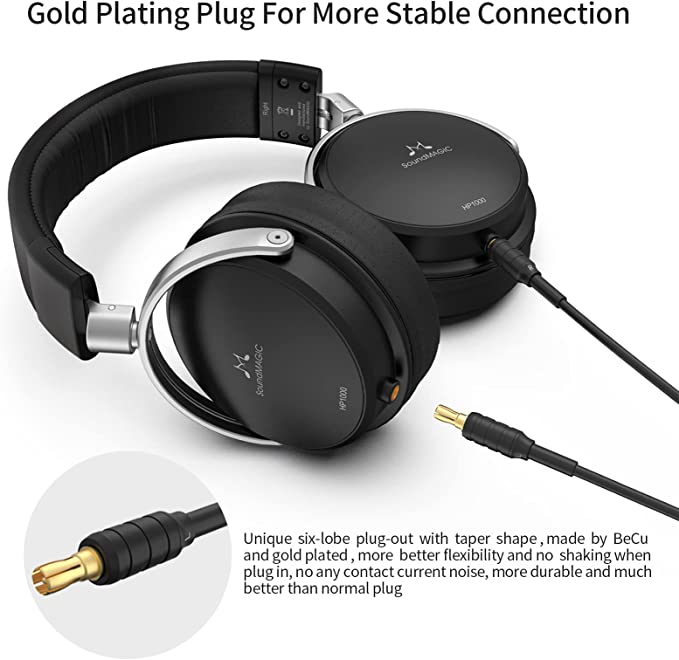 Gold Plating Plug For More Stable Connection
Right
SoundMAGIC
HP1000
SoundMAGIC
HP1000
Unique six-lobe plug-out with taper shape , made by BeCu
and gold plated , more better flexibility and no shaking when
plug in, no any contact current noise, more durable and much
better than normal plug